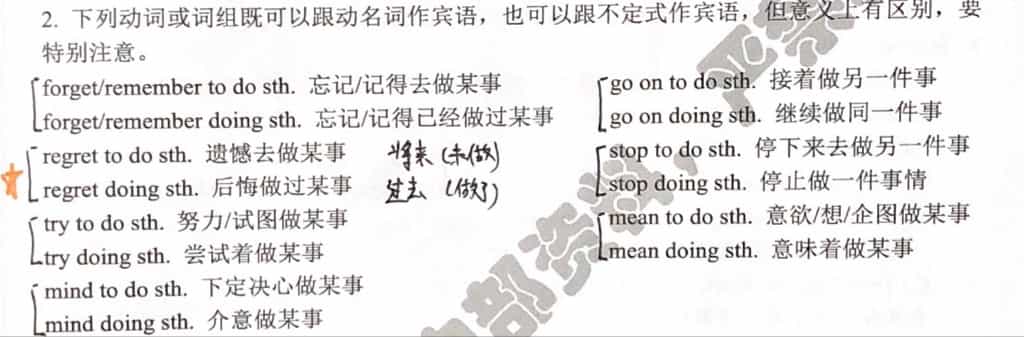 2. 下列动词或词组既可以跟动名词作宾语，也可以跟不定式作宾语，但意义上有区别，要
特别注意。
forget/remember to do sth. 忘记/记得去做某事
forget/remember doing sth. 忘记/记得已经做过某事
regret to do sth. 遗憾去做某事 将来（未做）
regret doing sth. 后悔做过某事 过去（做了）
try to do sth. 努力/试图做某事
try doing sth. 尝试着做某事
mind to do sth. 下定决心做某事
mind doing sth. 介意做某事
go on to do sth. 接着做另一件事
go on doing sth. 继续做同一件事
stop to do sth. 停下来去做另一件事
stop doing sth. 停止做一件事情
mean to do sth. 意欲/想/企图做某事
mean doing sth. 意味着做某事
内部资料，严禁